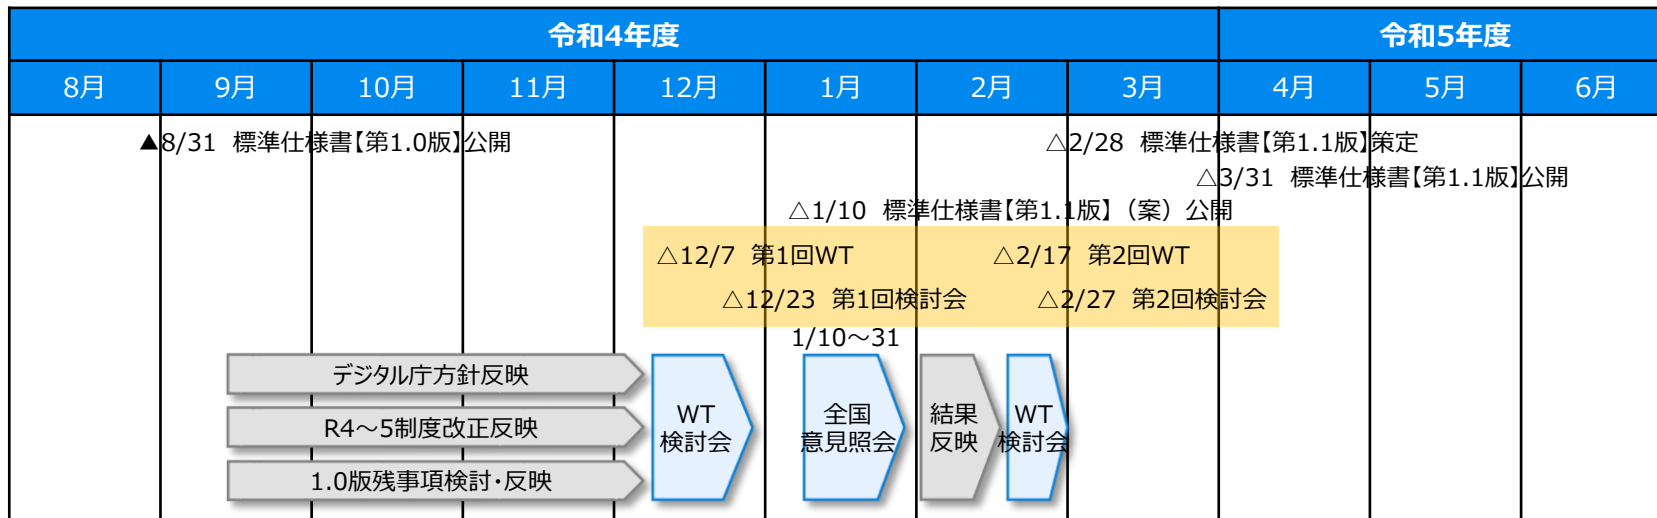 令和4年度 令和5年度
8月 9月 10月 11月 12月 1月 2月 3月 4月 5月 6月
▲8/31 標準仕様書【第1.0版】公開 △2/28 標準仕様書【第1.1版】策定
△3/31 標準仕様書【第1.1版】公開
△1/10 標準仕様書【第1.1版】（案）公開
△12/7 第1回WT △2/17 第2回WT
△12/23 第1回検討会 △2/27 第2回検討会
1/10～31
デジタル庁方針反映
R4～5制度改正反映
1.0版残事項検討・反映
WT
検討会
全国
意見照会
結果
反映
WT
検討会